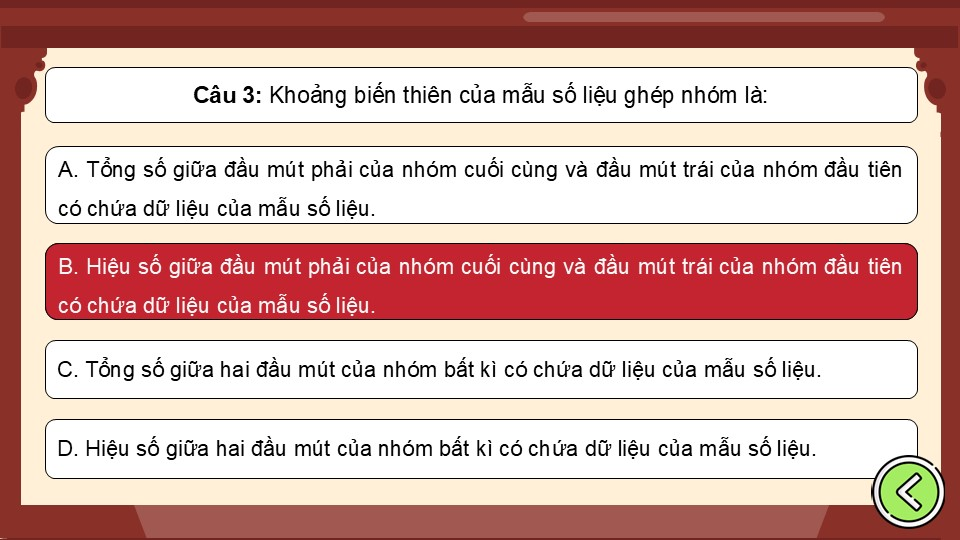 Câu 3: Khoảng biến thiên của mẫu số liệu ghép nhóm là:
A. Tổng số giữa đầu mút phải của nhóm cuối cùng và đầu mút trái của nhóm đầu tiên
có chứa dữ liệu của mẫu số liệu.
B. Hiệu số giữa đầu mút phải của nhóm cuối cùng và đầu mút trái của nhóm đầu tiên
có chứa dữ liệu của mẫu số liệu.
C. Tổng số giữa hai đầu mút của nhóm bất kì có chứa dữ liệu của mẫu số liệu.
D. Hiệu số giữa hai đầu mút của nhóm bất kì có chứa dữ liệu của mẫu số liệu.